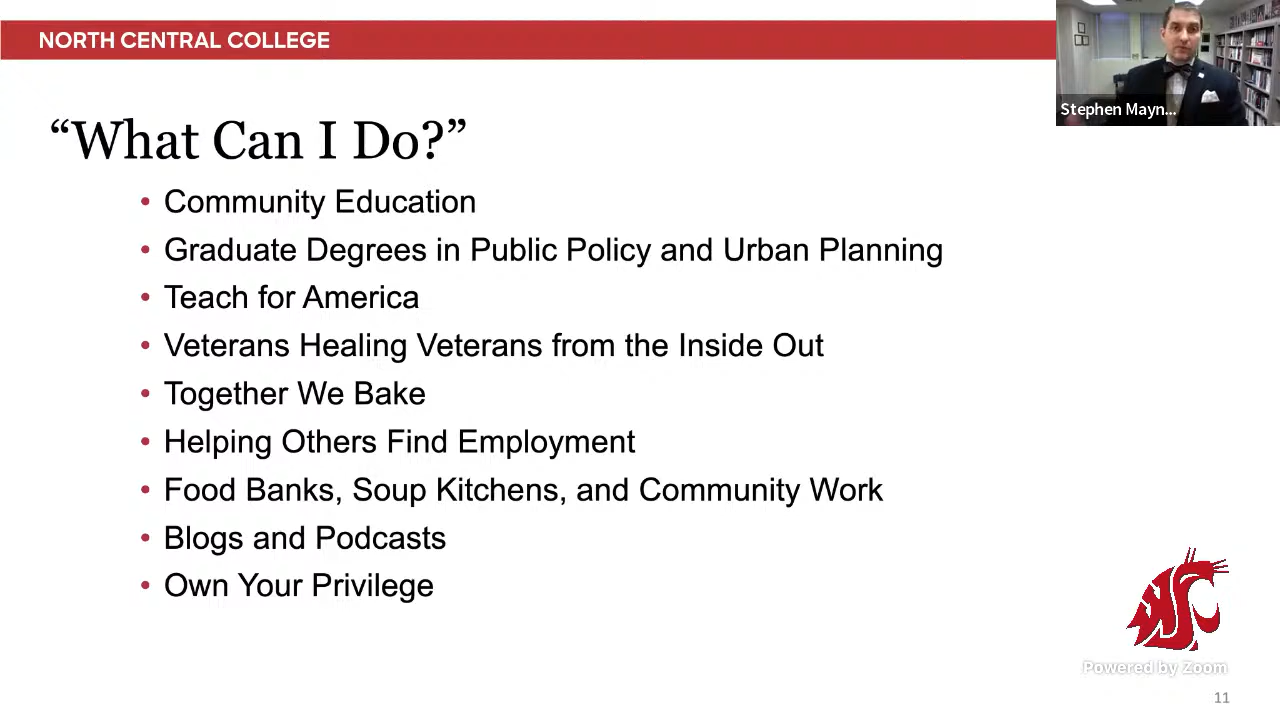 NORTH CENTRAL COLLEGE
Stephen Mayn...
“What Can I Do?”
• Community Education
• Graduate Degrees in Public Policy and Urban Planning
• Teach for America
• Veterans Healing Veterans from the Inside Out
• Together We Bake
• Helping Others Find Employment
• Food Banks, Soup Kitchens, and Community Work
• Blogs and Podcasts
• Own Your Privilege
Powered by Zoom
11